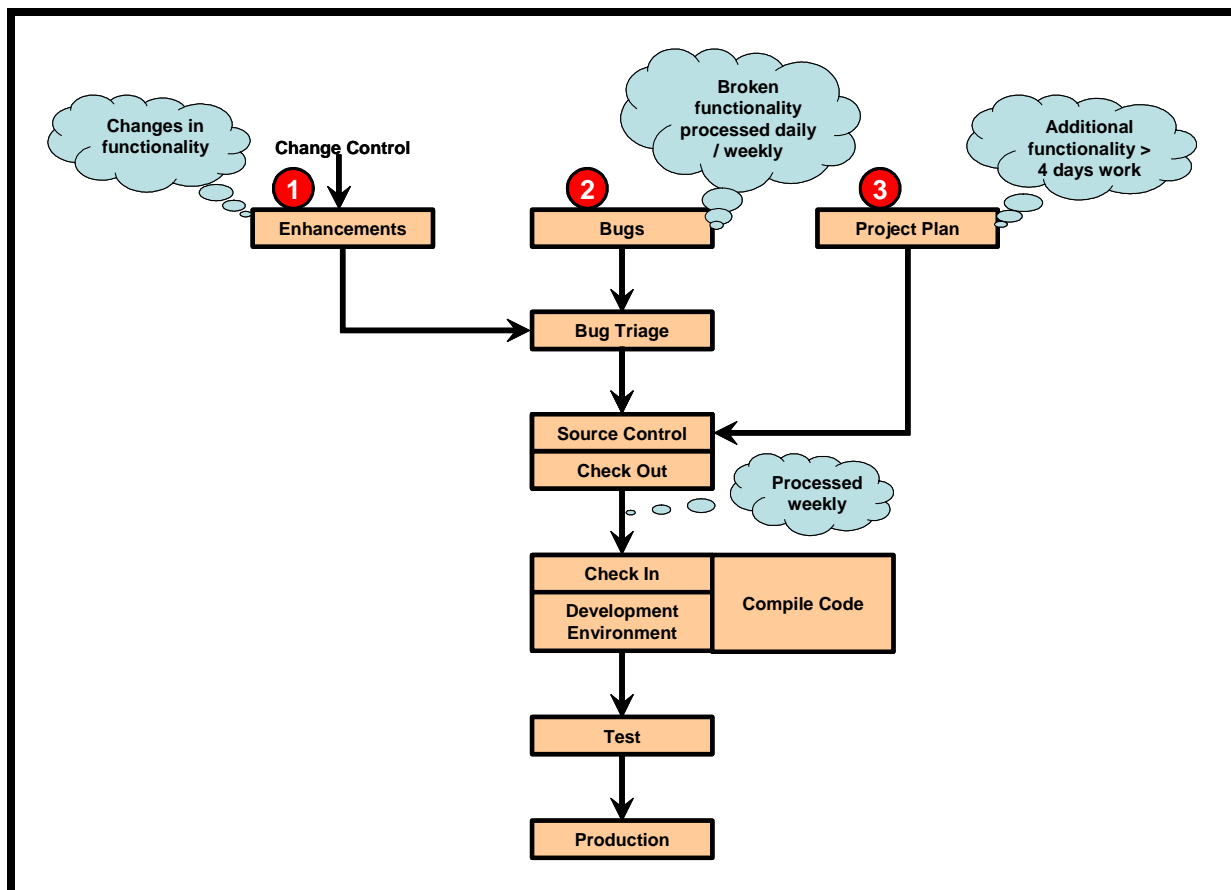 Broken
functionality
processed daily
/ weekly
Changes in
functionality
Additional
functionality >
4 days work
Change Control
1
2
3
Enhancements
Bugs
Project Plan
Bug Triage
Source Control
Check Out
Processed
weekly
Check In
Development
Environment
Compile Code
Test
Production